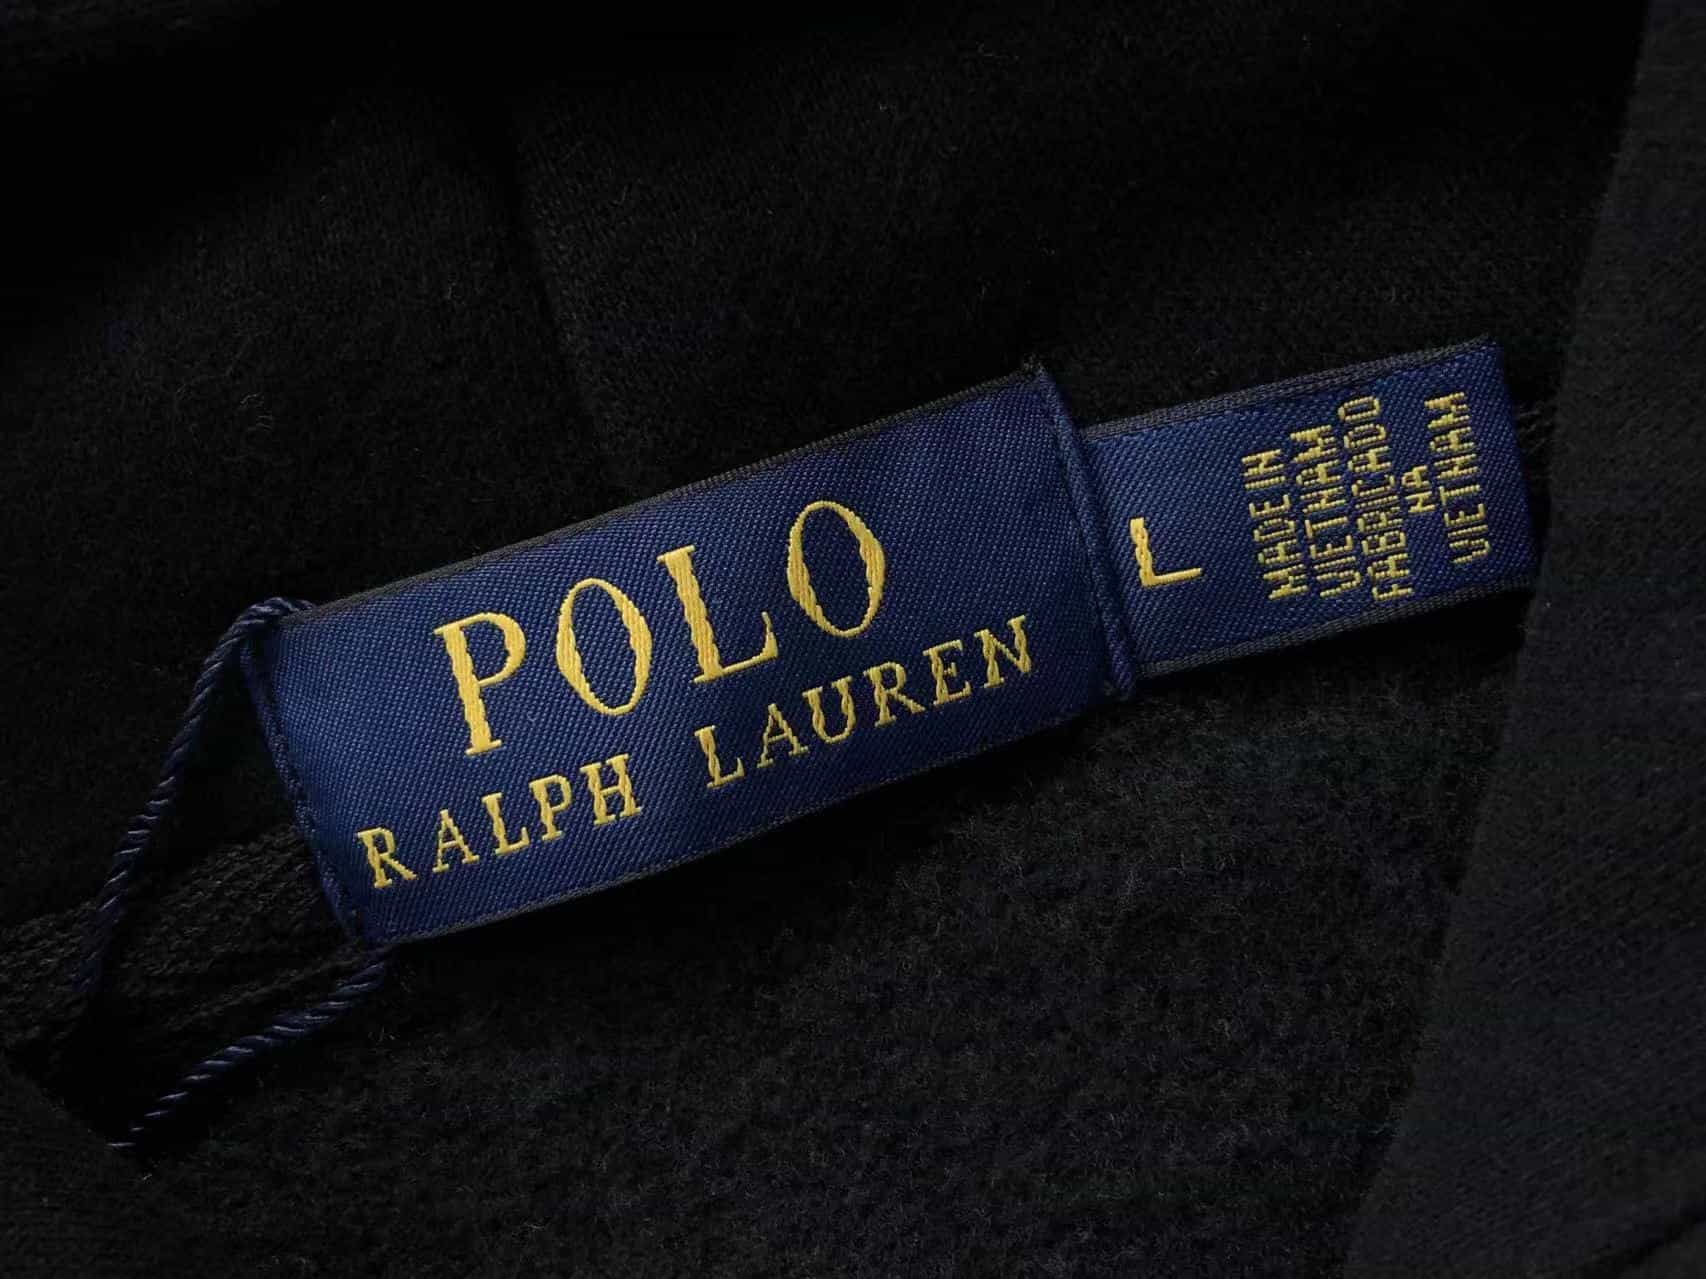 POLO
RALPH LAUREN
L
MADE IN
VIETNAM
FABRICADO
NA
VIETNAM